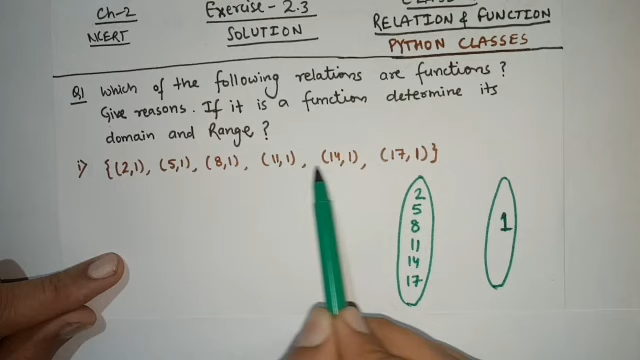 Ch-2
NCERT
Exercise - 2.3
SOLUTION
RELATION & FUNCTION
PYTHON CLASSES
Q.1 Which of the following relations are functions?
Give reasons. If it is a function determine its
domain and Range?
i) {(2,1), (5,1), (8,1), (11,1), (14,1), (17,1)}
2
5
8
11
14
17
1